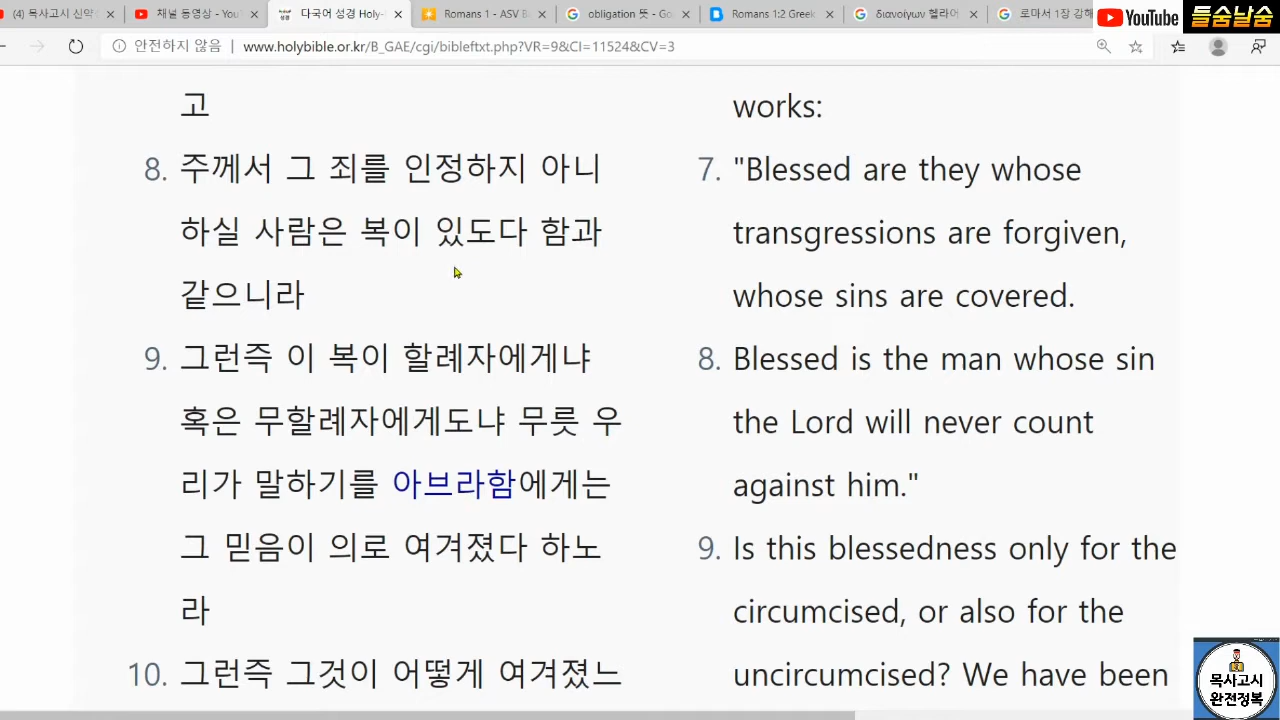 (4) 목사고시 신약
채널 동영상 - You
다국어 성경 Holy-
Romans 1
obligation 뜻 - Go
Romans 1:2 Greek
διανοίγων 헬라어
로마서 1장 강해
YouTube
들숨날숨
안전하지 않음
www.holybible.or.kr/B_GAE/cgi/bibleftxt.php?VR=9&CI=11524&CV=3
고
8. 주께서 그 죄를 인정하지 아니
하실 사람은 복이 있도다 함과
같으니라
9. 그런즉 이 복이 할례자에게냐
혹은 무할례자에게도냐 무릇 우
리가 말하기를 아브라함에게는
그 믿음이 의로 여겨졌다 하노
라
10. 그런즉 그것이 어떻게 여겨졌느
works:
7. "Blessed are they whose
transgressions are forgiven,
whose sins are covered.
8. Blessed is the man whose sin
the Lord will never count
against him."
9. Is this blessedness only for the
circumcised, or also for the
uncircumcised? We have been
목사고시
완전정복